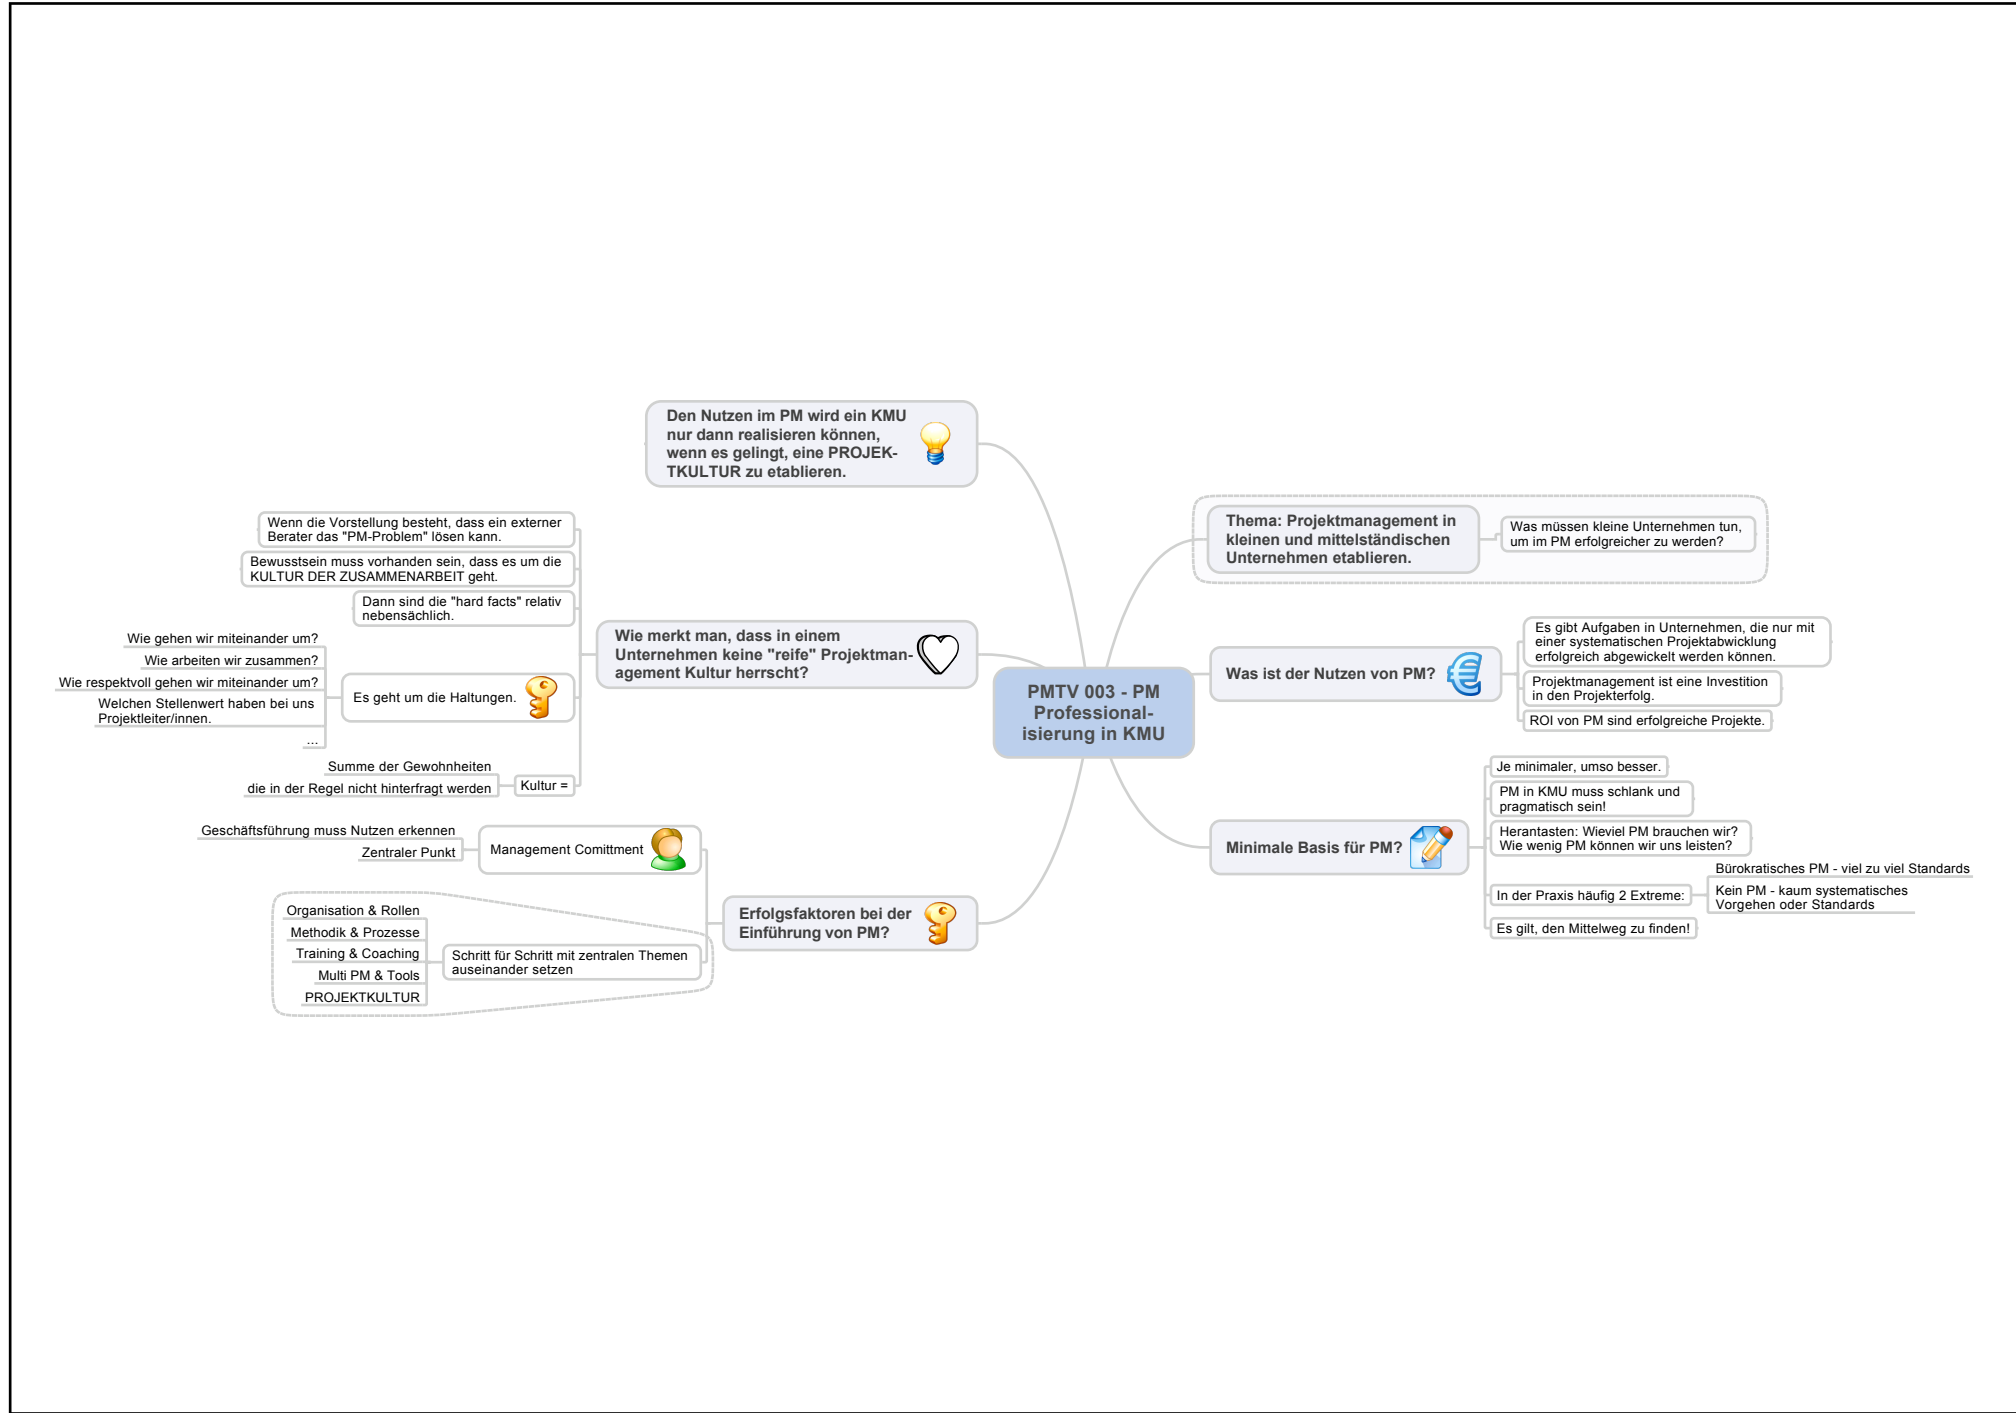 PMTV 003 - PM
Professional-
isierung in KMU
Thema: Projektmanagement in
kleinen und mittelständischen
Unternehmen etablieren.
Was müssen kleine Unternehmen tun,
um im PM erfolgreicher zu werden?
Was ist der Nutzen von PM?
Es gibt Aufgaben in Unternehmen, die nur mit
einer systematischen Projektabwicklung
erfolgreich abgewickelt werden können.
Projektmanagement ist eine Investition
in den Projekterfolg.
ROI von PM sind erfolgreiche Projekte.
Minimale Basis für PM?
Je minimaler, umso besser.
PM in KMU muss schlank und
pragmatisch sein!
Herantasten: Wieviel PM brauchen wir?
Wie wenig PM können wir uns leisten?
In der Praxis häufig 2 Extreme:
Bürokratisches PM - viel zu viel Standards
Kein PM - kaum systematisches
Vorgehen oder Standards
Es gilt, den Mittelweg zu finden!
Erfolgsfaktoren bei der
Einführung von PM?
Management Comittment
Geschäftsführung muss Nutzen erkennen
Zentraler Punkt
Schritt für Schritt mit zentralen Themen
auseinander setzen
Organisation & Rollen
Methodik & Prozesse
Training & Coaching
Multi PM & Tools
PROJEKTKULTUR
Wie merkt man, dass in einem
Unternehmen keine "reife" Projektman-
agement Kultur herrscht?
Wenn die Vorstellung besteht, dass ein externer
Berater das "PM-Problem" lösen kann.
Bewusstsein muss vorhanden sein, dass es um die
KULTUR DER ZUSAMMENARBEIT geht.
Dann sind die "hard facts" relativ
nebensächlich.
Es geht um die Haltungen.
Wie gehen wir miteinander um?
Wie arbeiten wir zusammen?
Wie respektvoll gehen wir miteinander um?
Welchen Stellenwert haben bei uns
Projektleiter/innen.
...
Kultur =
Summe der Gewohnheiten
die in der Regel nicht hinterfragt werden
Den Nutzen im PM wird ein KMU
nur dann realisieren können,
wenn es gelingt, eine PROJEK-
TKULTUR zu etablieren.